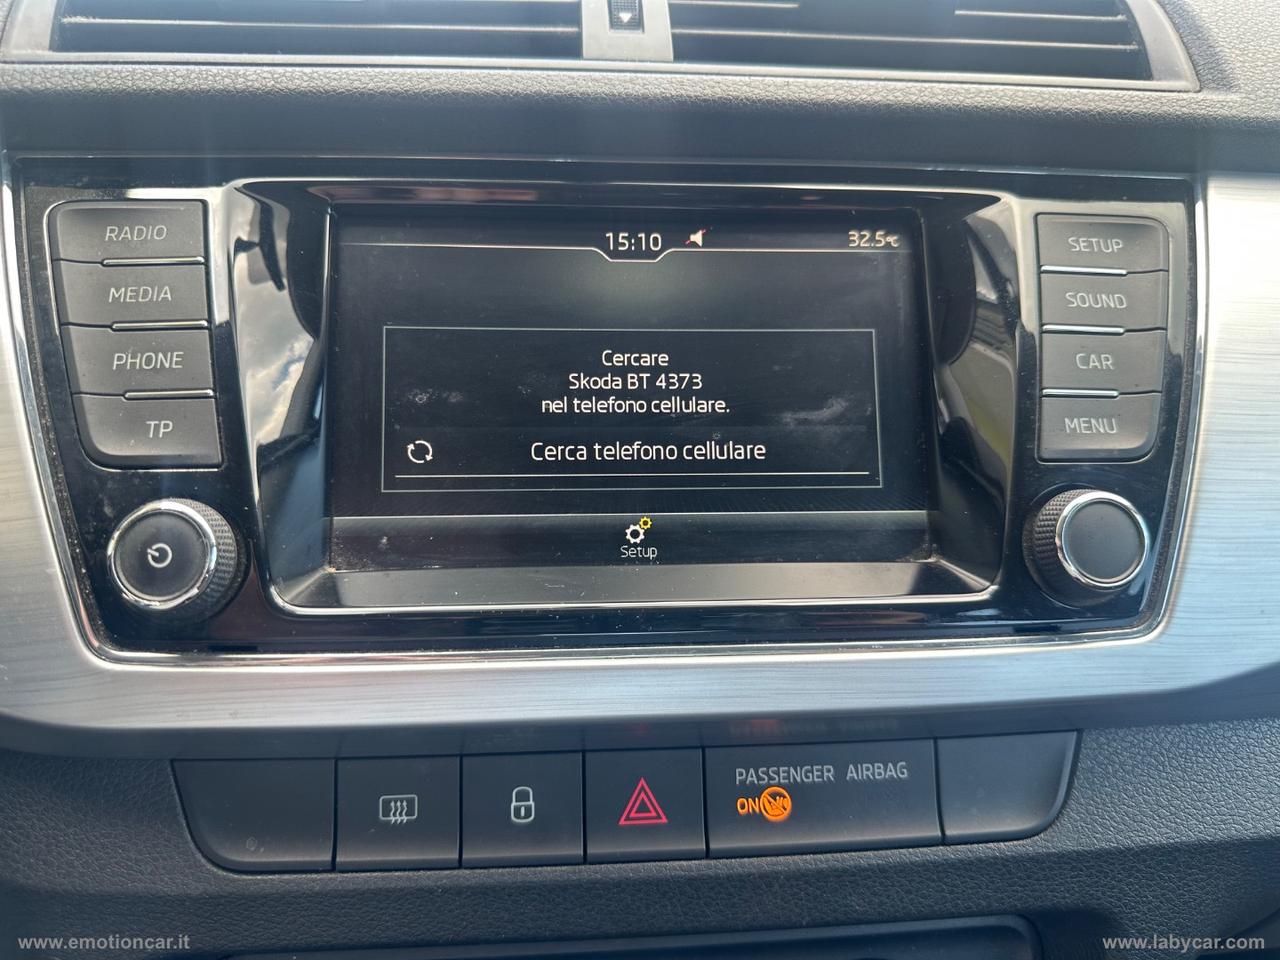 15:10
32.5°C
RADIO
MEDIA
PHONE
TP
Cercare
Skoda BT 4373
nel telefono cellulare.
Cerca telefono cellulare
Setup
SETUP
SOUND
CAR
MENU
PASSENGER AIRBAG
ON
www.emotioncar.it
www.labycar.com